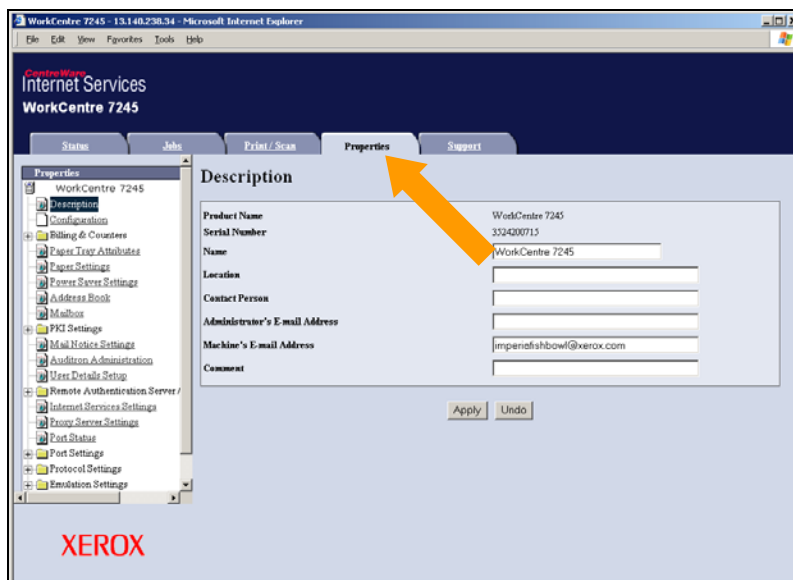 WorkCentre 7245 - 13.140.238.34 - Microsoft Internet Explorer
File Edit View Favorites Tools Help
CentreWare
Internet Services
WorkCentre 7245
Status Jobs Print / Scan Properties Support
Properties
WorkCentre 7245
Description
Configuration
Billing & Counters
Paper Tray Attributes
Paper Settings
Power Saver Settings
Address Book
Mailbox
PKI Settings
Mail Notice Settings
Auditron Administration
User Details Setup
Remote Authentication Server /
Internet Services Settings
Proxy Server Settings
Port Status
Port Settings
Protocol Settings
Emulation Settings
Description
Product Name WorkCentre 7245
Serial Number 3524200715
Name WorkCentre 7245
Location
Contact Person
Administrator's E-mail Address
Machine's E-mail Address imperiefishbowl@xerox.com
Comment
Apply Undo
XEROX